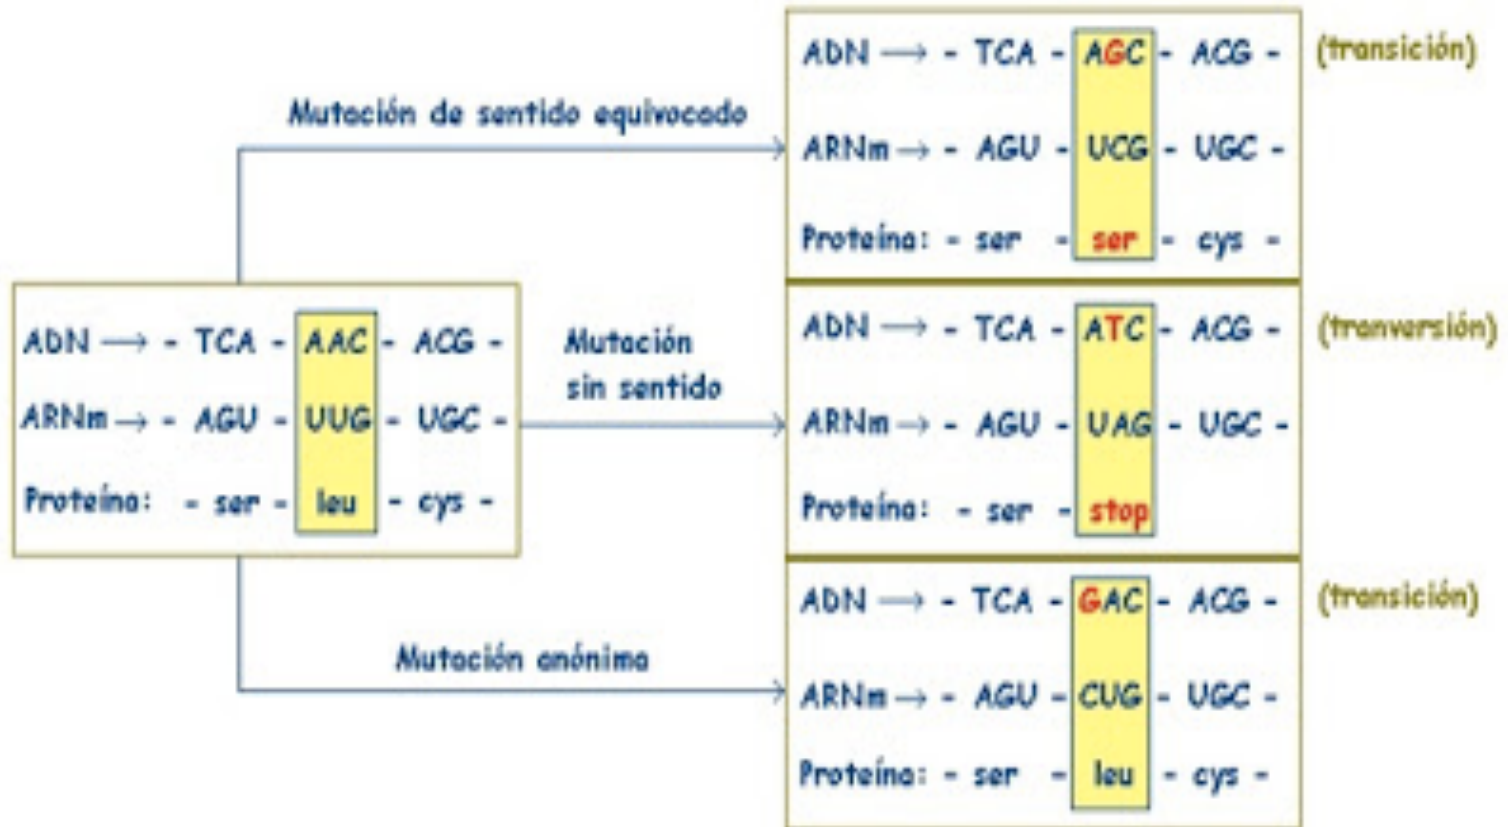 Mutación de sentido equivocado
ADN → - TCA - AGC - ACG - (transición)
ARNm → - AGU - UCG - UGC -
Proteína: - ser - ser - cys -
ADN → - TCA - AAC - ACG -
ARNm → - AGU - UUG - UGC -
Proteína: - ser - leu - cys -
Mutación
sin sentido
ADN → - TCA - ATC - ACG - (tranversión)
ARNm → - AGU - UAG - UGC -
Proteína: - ser - stop
Mutación anónima
ADN → - TCA - GAC - ACG - (transición)
ARNm → - AGU - CUG - UGC -
Proteína: - ser - leu - cys -